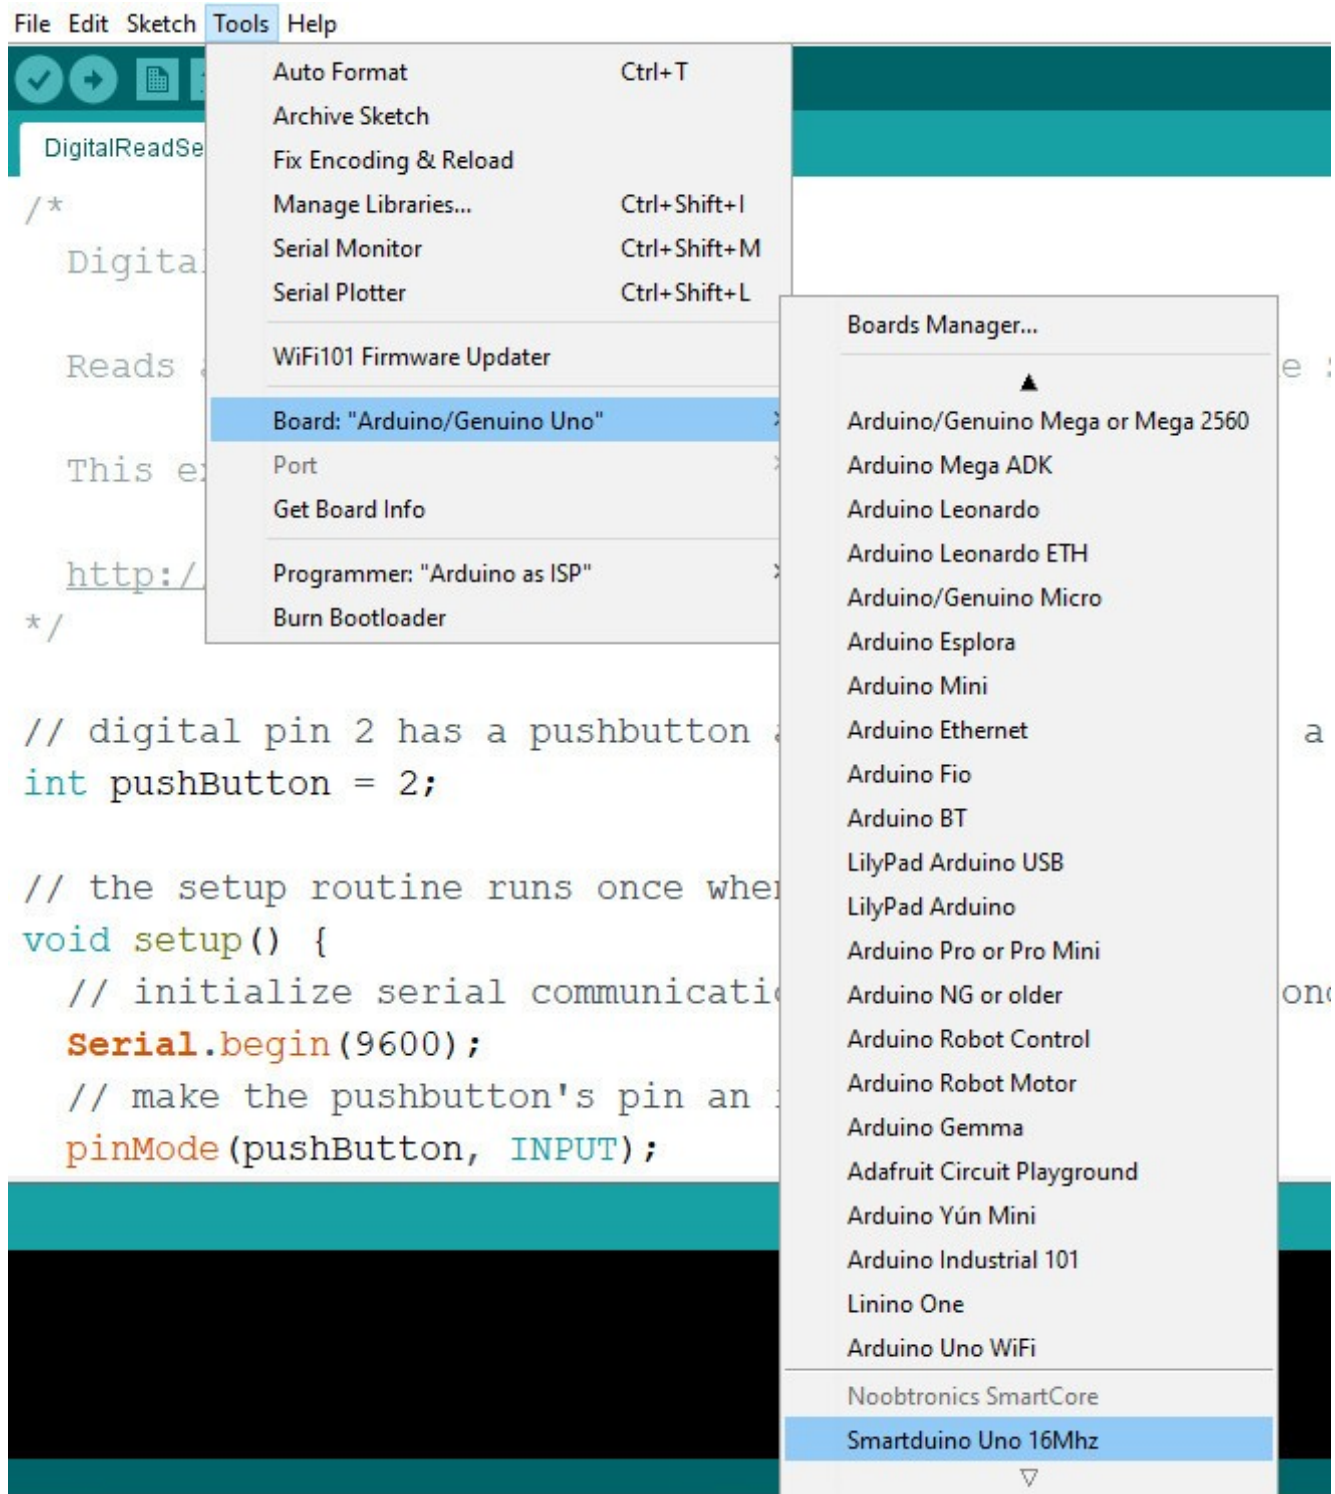 File Edit Sketch Tools Help
Auto Format Ctrl+T
Archive Sketch
Fix Encoding & Reload
Manage Libraries... Ctrl+Shift+I
Serial Monitor Ctrl+Shift+M
Serial Plotter Ctrl+Shift+L
WiFi101 Firmware Updater
Board: "Arduino/Genuino Uno"
Port
Get Board Info
Programmer: "Arduino as ISP"
Burn Bootloader
Boards Manager...
Arduino/Genuino Mega or Mega 2560
Arduino Mega ADK
Arduino Leonardo
Arduino Leonardo ETH
Arduino/Genuino Micro
Arduino Esplora
Arduino Mini
Arduino Ethernet
Arduino Fio
Arduino BT
LilyPad Arduino USB
LilyPad Arduino
Arduino Pro or Pro Mini
Arduino NG or older
Arduino Robot Control
Arduino Robot Motor
Arduino Gemma
Adafruit Circuit Playground
Arduino Yún Mini
Arduino Industrial 101
Linino One
Arduino Uno WiFi
Noobtronics SmartCore
Smartduino Uno 16Mhz
DigitalReadSe
/*
Digital
Reads
This
http:/
*/
// digital pin 2 has a pushbutton a
int pushButton = 2;
// the setup routine runs once when
void setup() {
// initialize serial communicatio
Serial.begin(9600);
// make the pushbutton's pin an
pinMode(pushButton, INPUT);